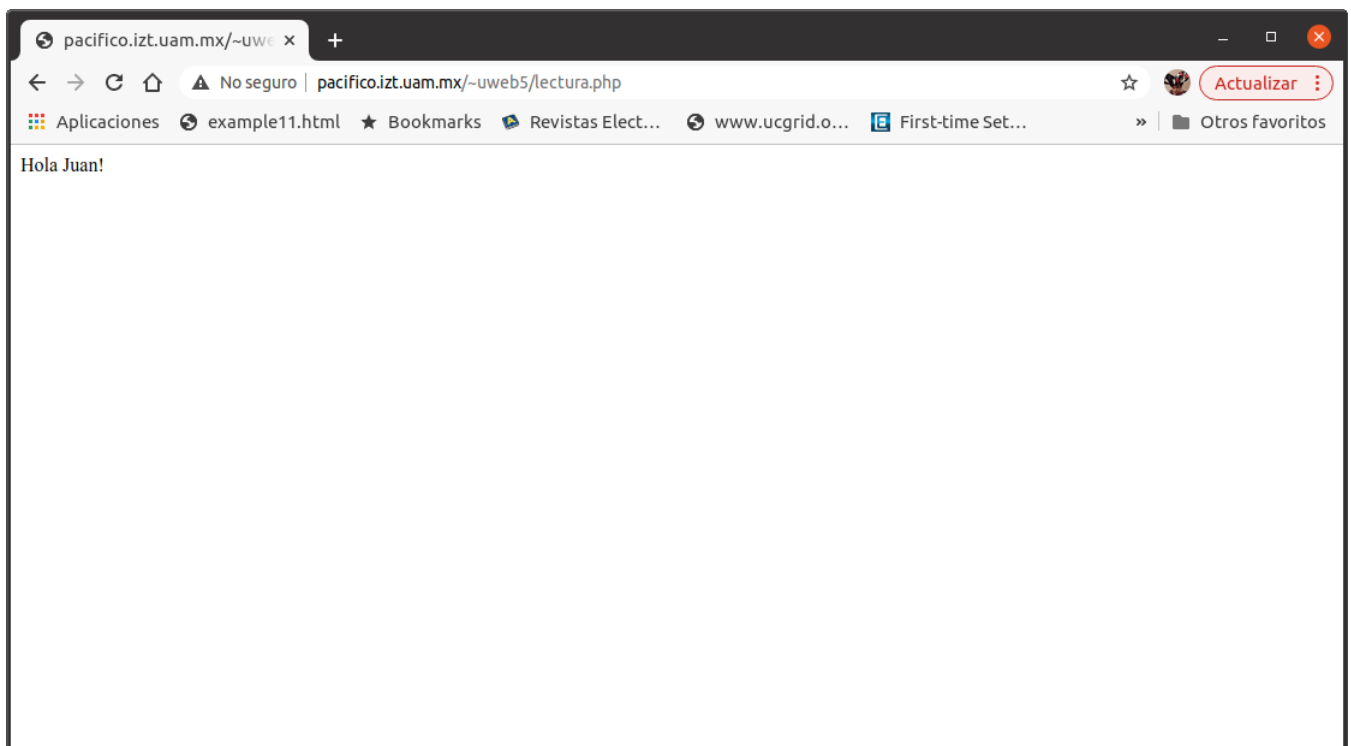 pacifico.izt.uam.mx/~uwe
No seguro pacifico.izt.uam.mx/~uweb5/lectura.php Actualizar
Aplicaciones example11.html Bookmarks Revistas Elect... www.ucgrid.o... First-time Set... » Otros favoritos
Hola Juan!